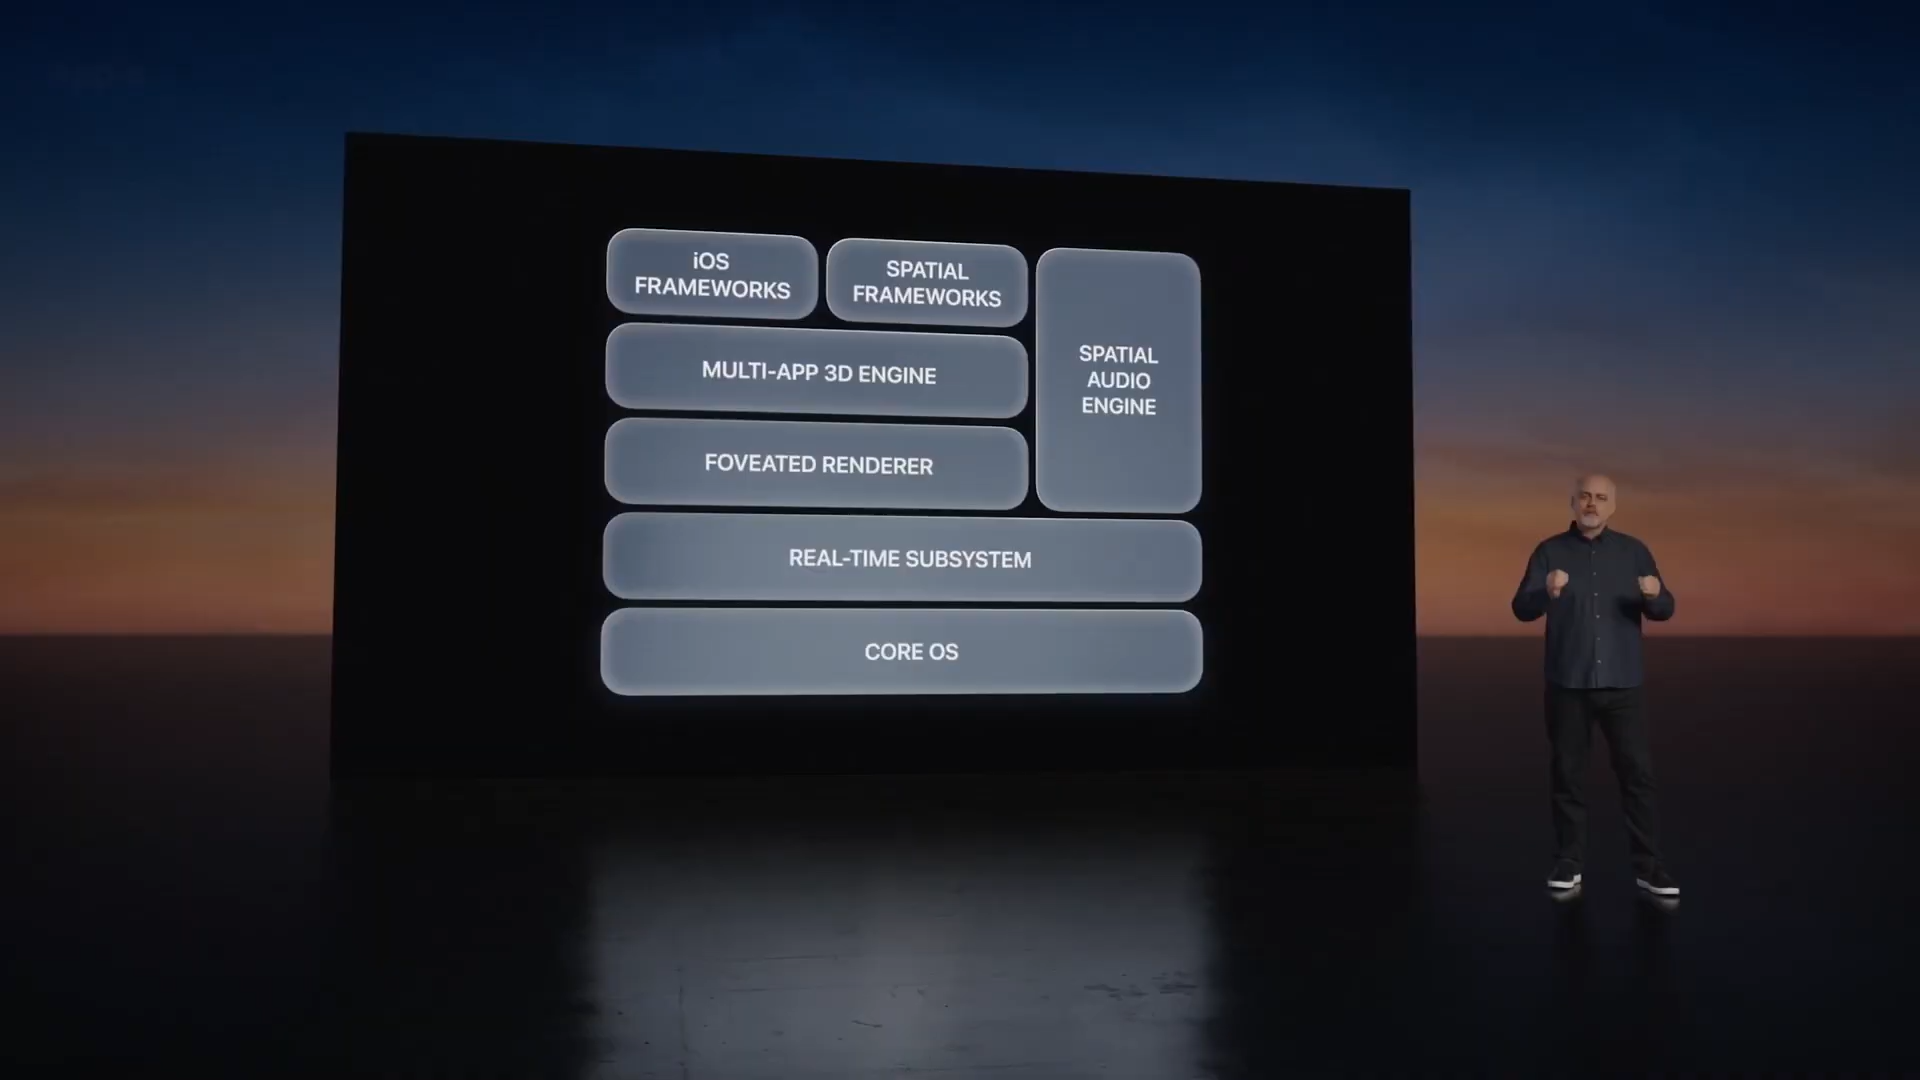 iOS
FRAMEWORKS
SPATIAL
FRAMEWORKS
SPATIAL
AUDIO
ENGINE
MULTI-APP 3D ENGINE
FOVEATED RENDERER
REAL-TIME SUBSYSTEM
CORE OS